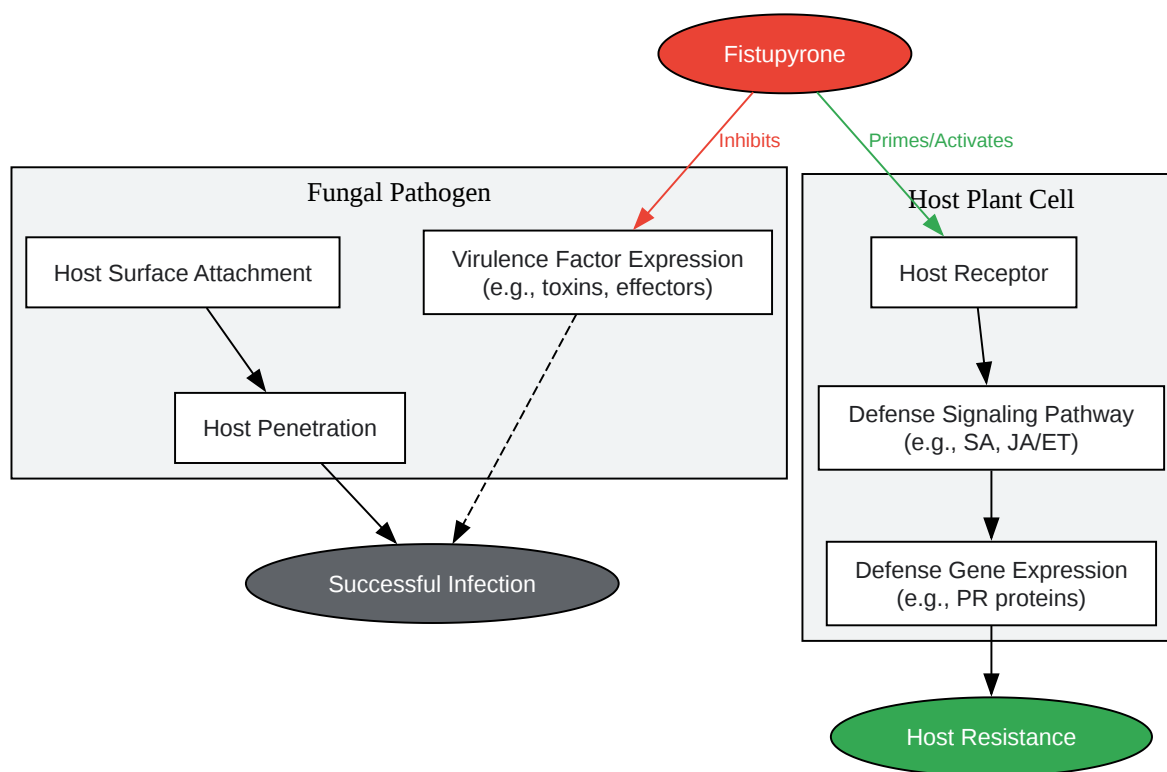 Fistupyrone
Inhibits
Primes/Activates
Fungal Pathogen
Host Plant Cell
Host Surface Attachment
Virulence Factor Expression
(e.g., toxins, effectors)
Host Receptor
Host Penetration
Defense Signaling Pathway
(e.g., SA, JA/ET)
Successful Infection
Defense Gene Expression
(e.g., PR proteins)
Host Resistance